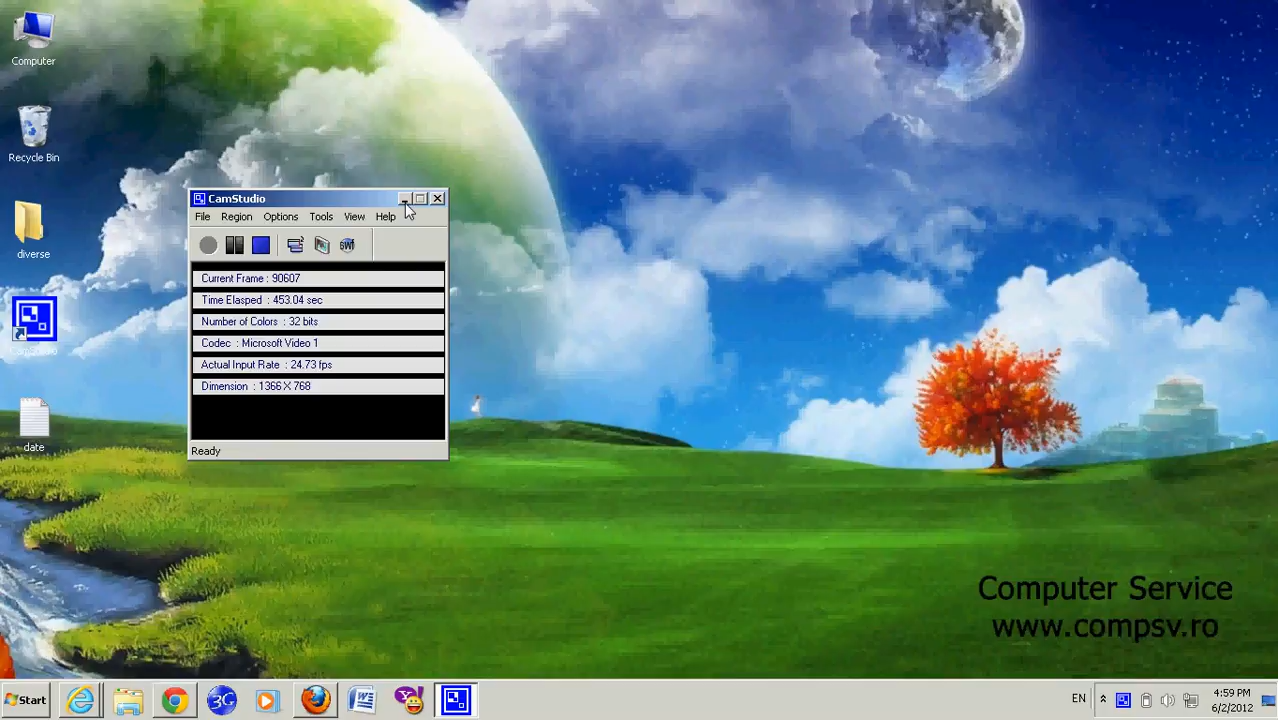 Computer
Recycle Bin
diverse
date
CamStudio
File Region Options Tools View Help
SWF
Current Frame : 90607
Time Elasped : 453.04 sec
Number of Colors : 32 bits
Codec : Microsoft Video 1
Actual Input Rate : 24.73 fps
Dimension : 1366 X 768
Ready
Computer Service
www.compsv.ro
Start
3G
W
Y!
EN
4:59 PM
6/2/2012